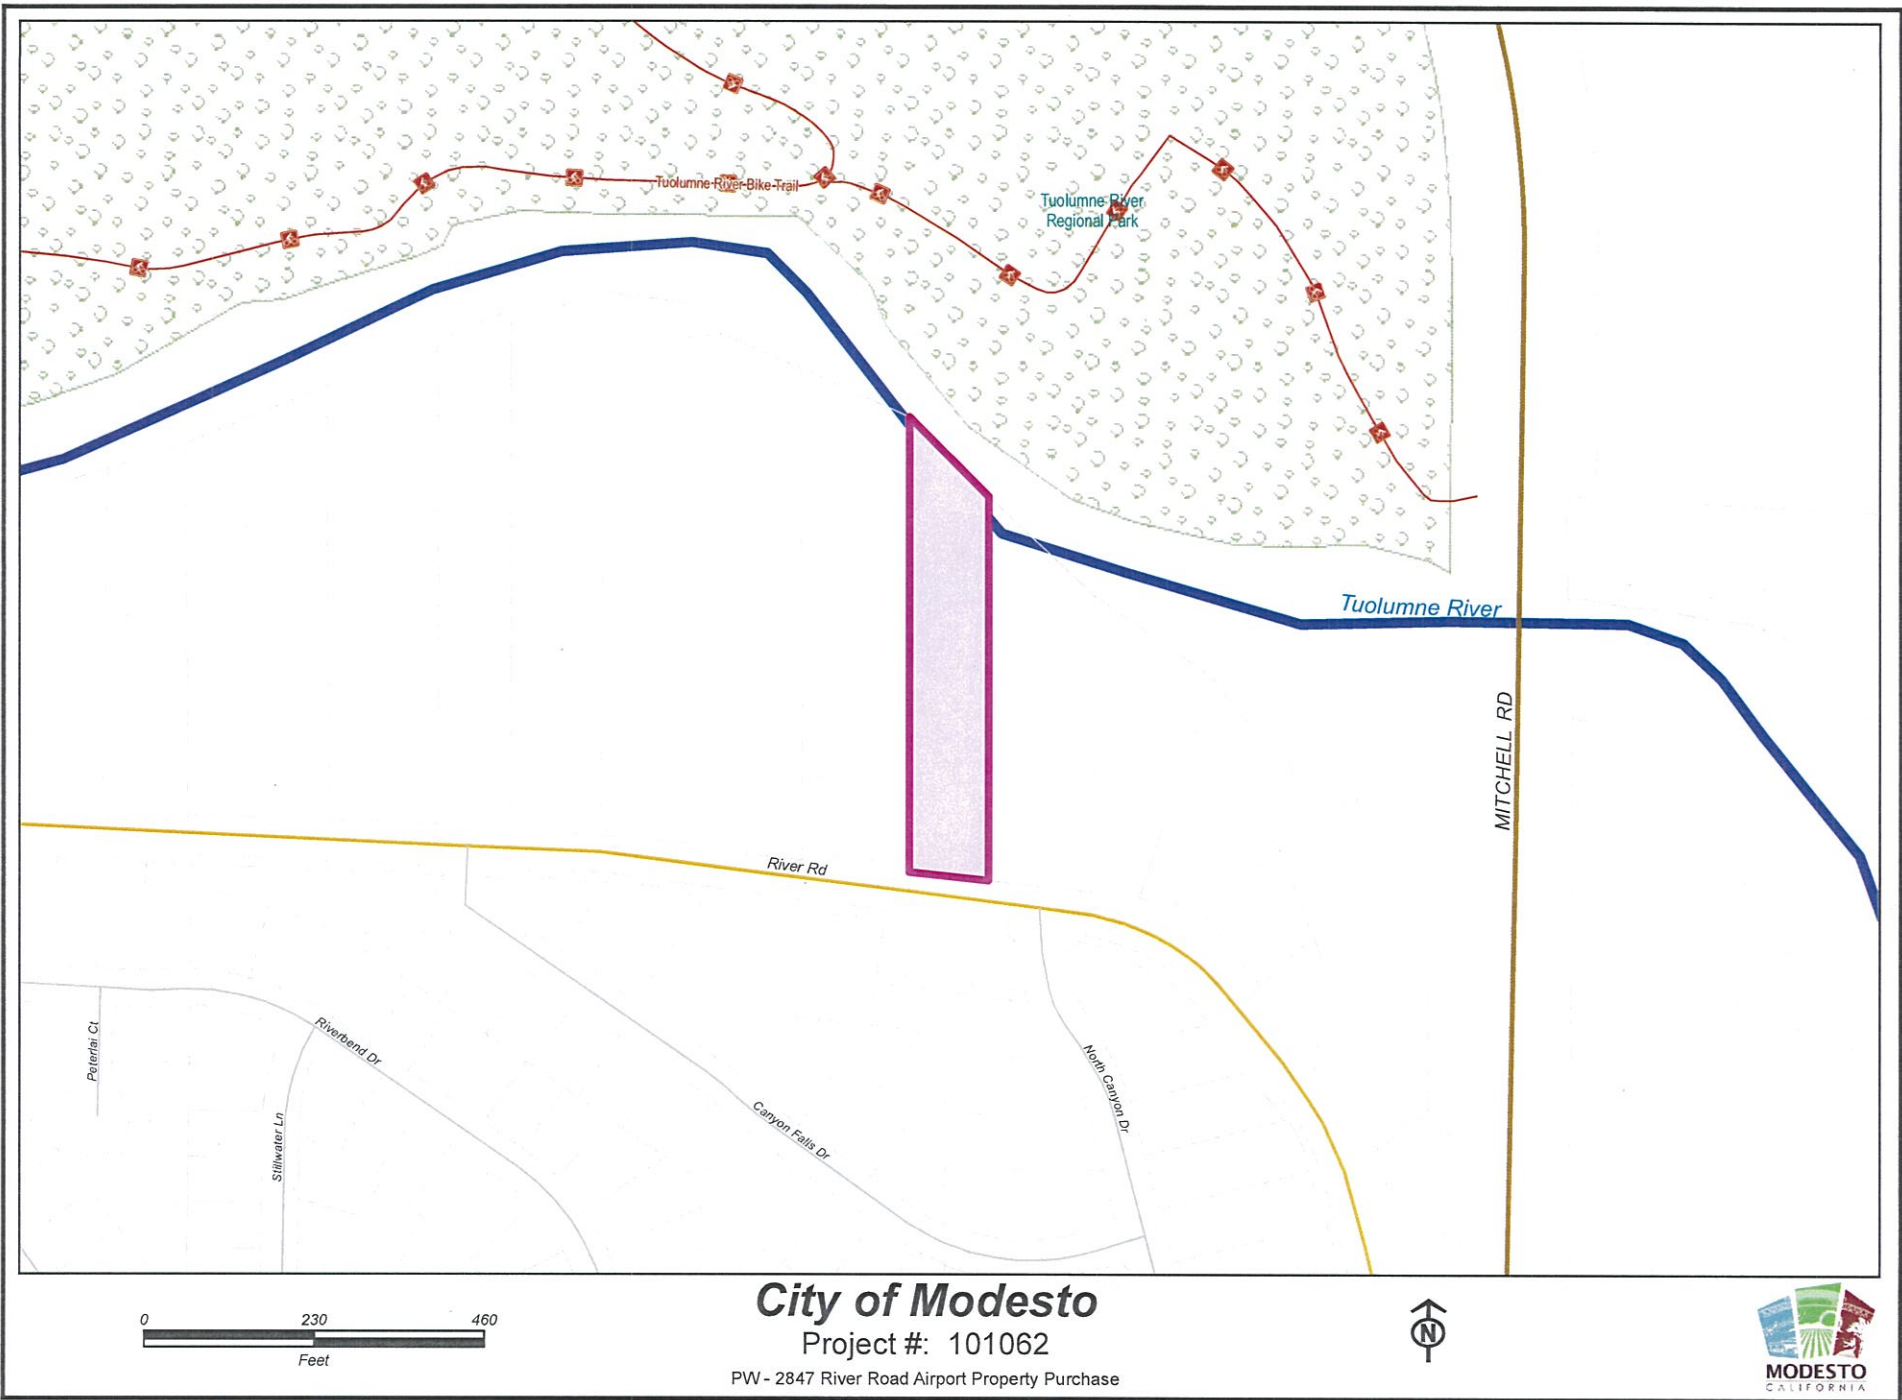 Tuolumne River Bike Trail
Tuolumne River
Regional Park
Tuolumne River
MITCHELL RD
River Rd
Peterlai Ct
Riverbend Dr
Stillwater Ln
Canyon Falls Dr
North Canyon Dr
0 230 460
Feet
City of Modesto
Project #: 101062
PW - 2847 River Road Airport Property Purchase
N
MODESTO
CALIFORNIA